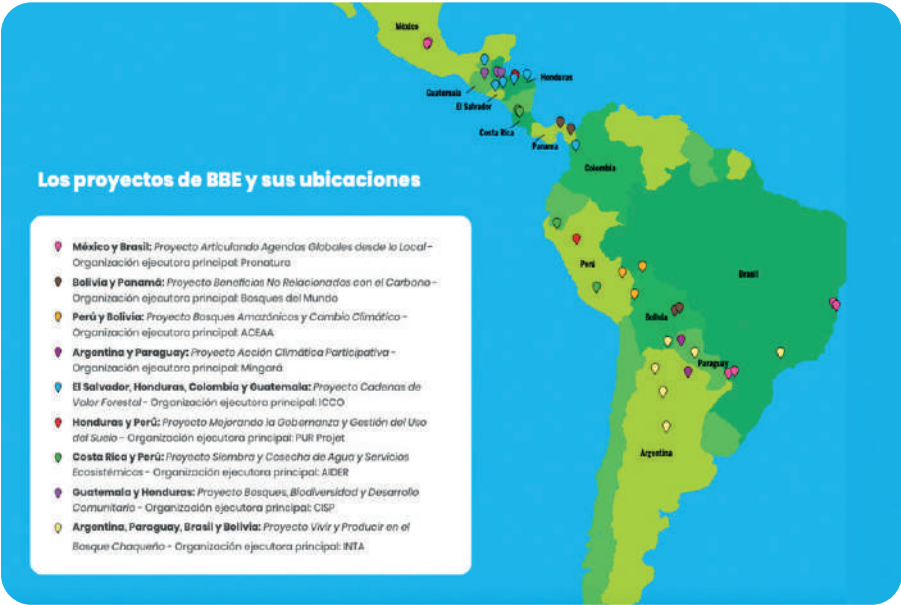 México
Honduras
Guatemala
El Salvador
Costa Rica
Panama
Colombia
Los proyectos de BBE y sus ubicaciones
México y Brasil: Proyecto Articulando Agendas Globales desde lo Local -
Organización ejecutora principal: Pronatura
Bolivia y Panamá: Proyecto Beneficios No Relacionados con el Carbono -
Organización ejecutora principal: Bosques del Mundo
Perú y Bolivia: Proyecto Bosques Amazónicos y Cambio Climático -
Organización ejecutora principal: ACEAA
Argentina y Paraguay: Proyecto Acción Climática Participativa -
Organización ejecutora principal: Mingará
El Salvador, Honduras, Colombia y Guatemala: Proyecto Cadenas de
Valor Forestal - Organización ejecutora principal: ICCO
Honduras y Perú: Proyecto Mejorando la Gobernanza y Gestión del Uso
del Suelo - Organización ejecutora principal: PUR Projet
Costa Rica y Perú: Proyecto Siembra y Cosecha de Agua y Servicios
Ecosistémicos - Organización ejecutora principal: AIDER
Guatemala y Honduras: Proyecto Bosques, Biodiversidad y Desarrollo
Comunitario - Organización ejecutora principal: CISP
Argentina, Paraguay, Brasil y Bolivia: Proyecto Vivir y Producir en el
Bosque Chaqueño - Organización ejecutora principal: INTA
Perú
Brasil
Bolivia
Paraguay
Argentina